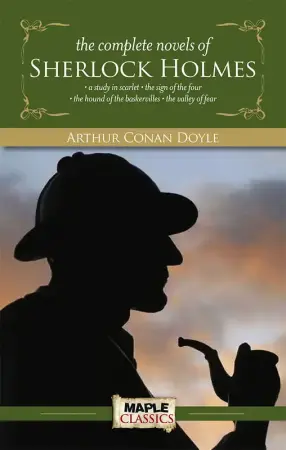 the complete novels of
SHERLOCK HOLMES
• a study in scarlet • the sign of the four
• the hound of the baskervilles • the valley of fear
ARTHUR CONAN DOYLE
MAPLE
CLASSICS